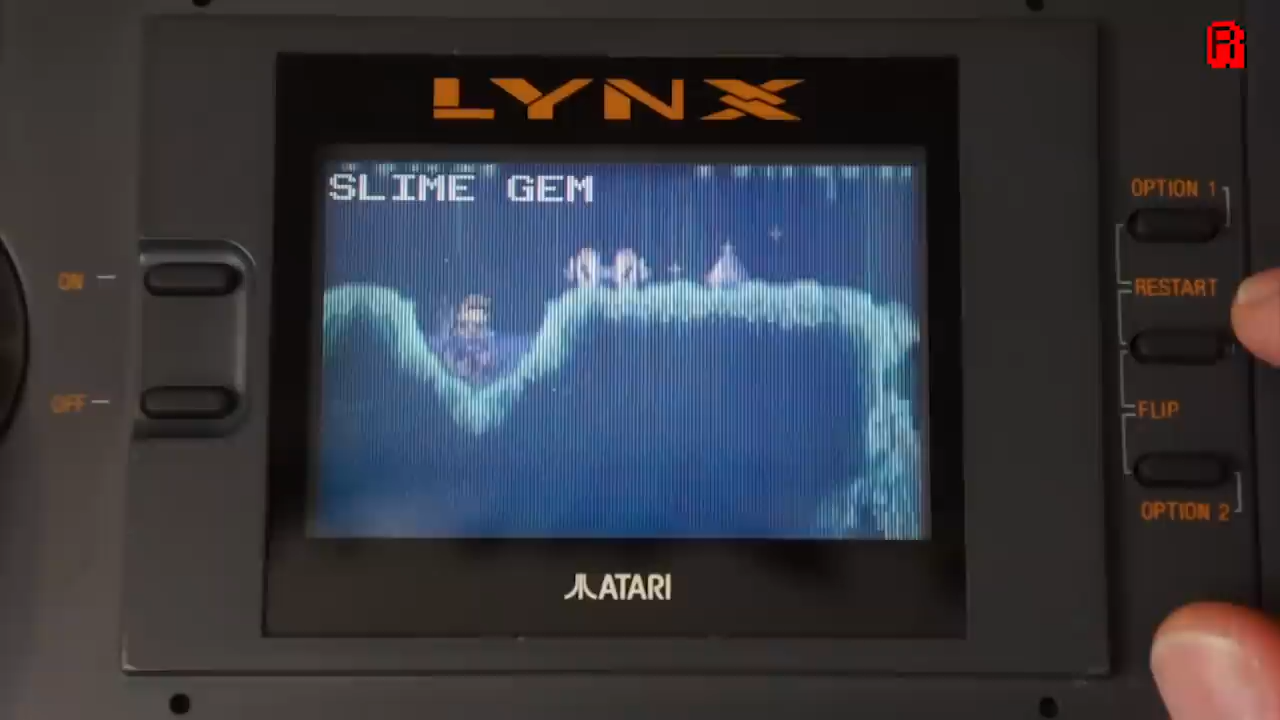 LYNX
SLIME GEM
ON
OFF
OPTION 1
RESTART
FLIP
OPTION 2
ATARI
R